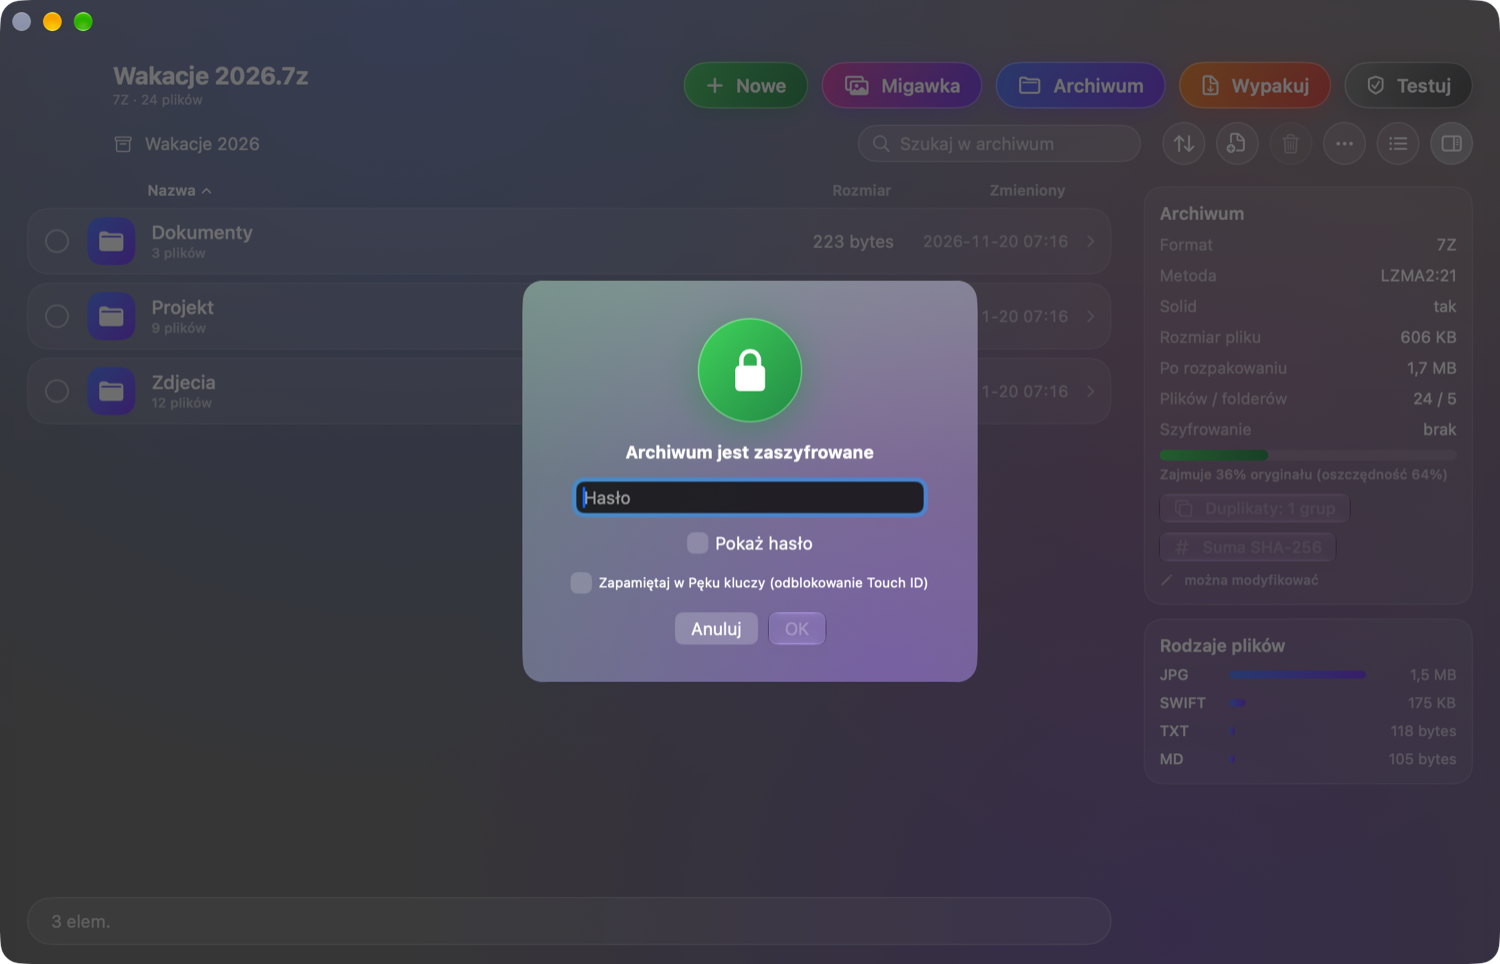 Wakacje 2026.7z
7Z · 24 plików
Nowe
Migawka
Archiwum
Wypakuj
Testuj
Wakacje 2026
Szukaj w archiwum
Nazwa
Rozmiar
Zmieniony
Dokumenty
3 plików
223 bytes
2026-11-20 07:16
Projekt
9 plików
1-20 07:16
Zdjecia
12 plików
1-20 07:16
Archiwum jest zaszyfrowane
Hasło
Pokaż hasło
Zapamiętaj w Pęku kluczy (odblokowanie Touch ID)
Anuluj
OK
Archiwum
Format 7Z
Metoda LZMA2:21
Solid tak
Rozmiar pliku 606 KB
Po rozpakowaniu 1,7 MB
Plików / folderów 24 / 5
Szyfrowanie brak
Zajmuje 36% oryginału (oszczędność 64%)
Duplikaty: 1 grup
# Suma SHA-256
można modyfikować
Rodzaje plików
JPG 1,5 MB
SWIFT 175 KB
TXT 118 bytes
MD 105 bytes
3 elem.